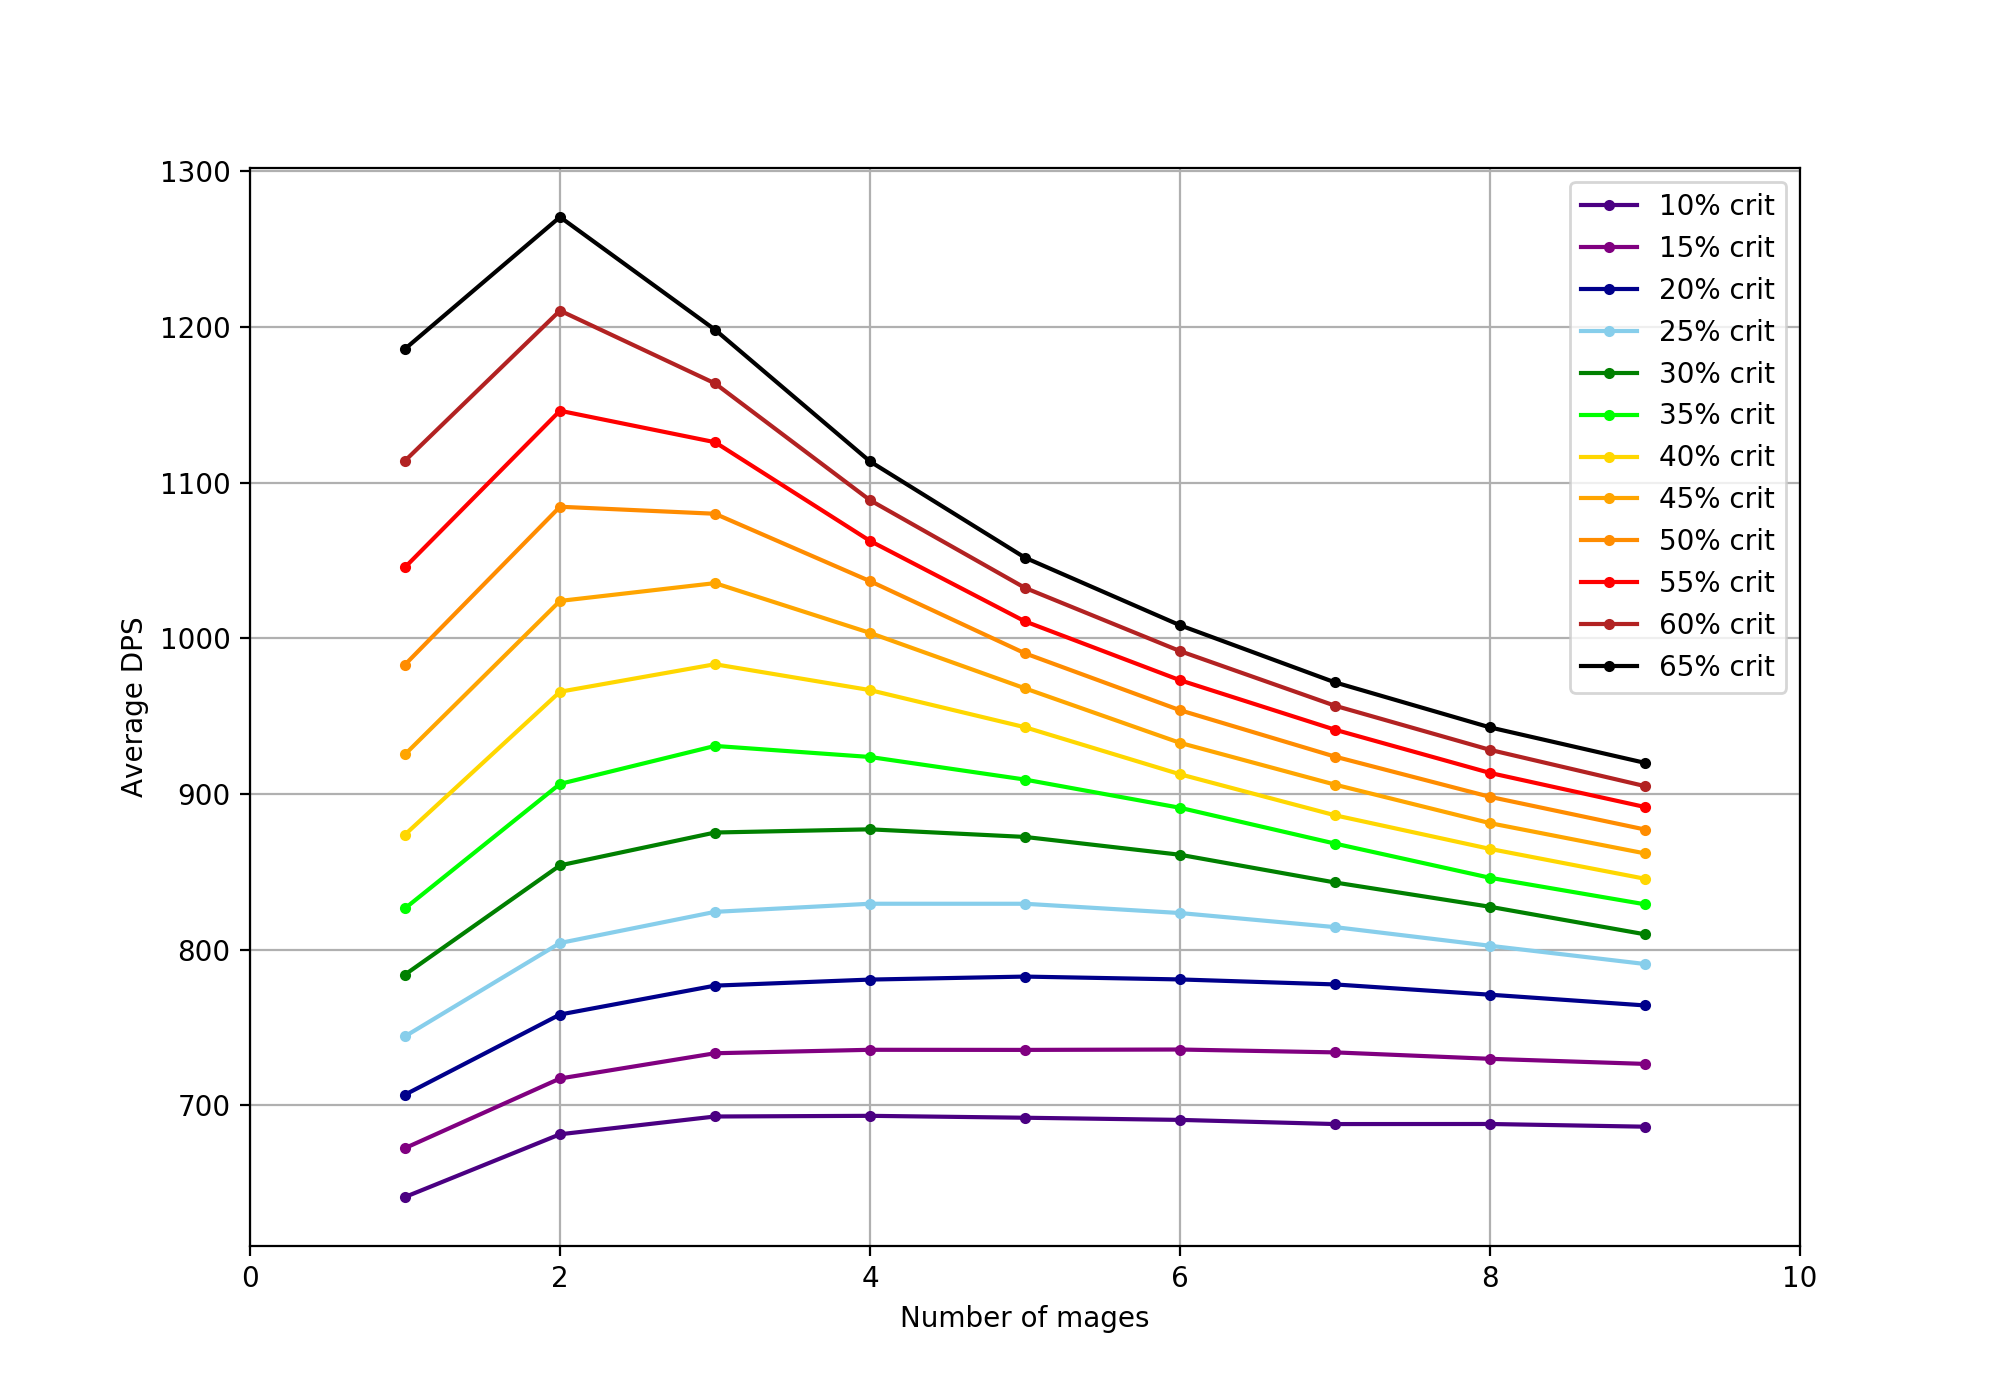 1300
1200
1100
1000
900
800
700
Average DPS
0 2 4 6 8 10
Number of mages
10% crit
15% crit
20% crit
25% crit
30% crit
35% crit
40% crit
45% crit
50% crit
55% crit
60% crit
65% crit